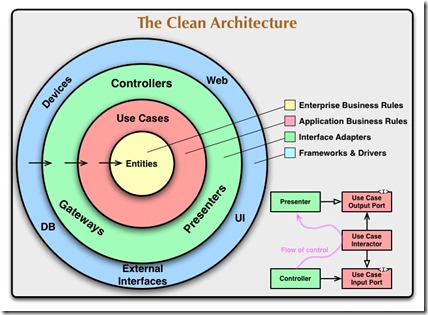 The Clean Architecture
Devices
Web
Controllers
Use Cases
Entities
Gateways
Presenters
DB
UI
External
Interfaces
Enterprise Business Rules
Application Business Rules
Interface Adapters
Frameworks & Drivers
Presenter
Use Case
Output Port
<I>
Flow of control
Use Case
Interactor
Controller
Use Case
Input Port
<I>